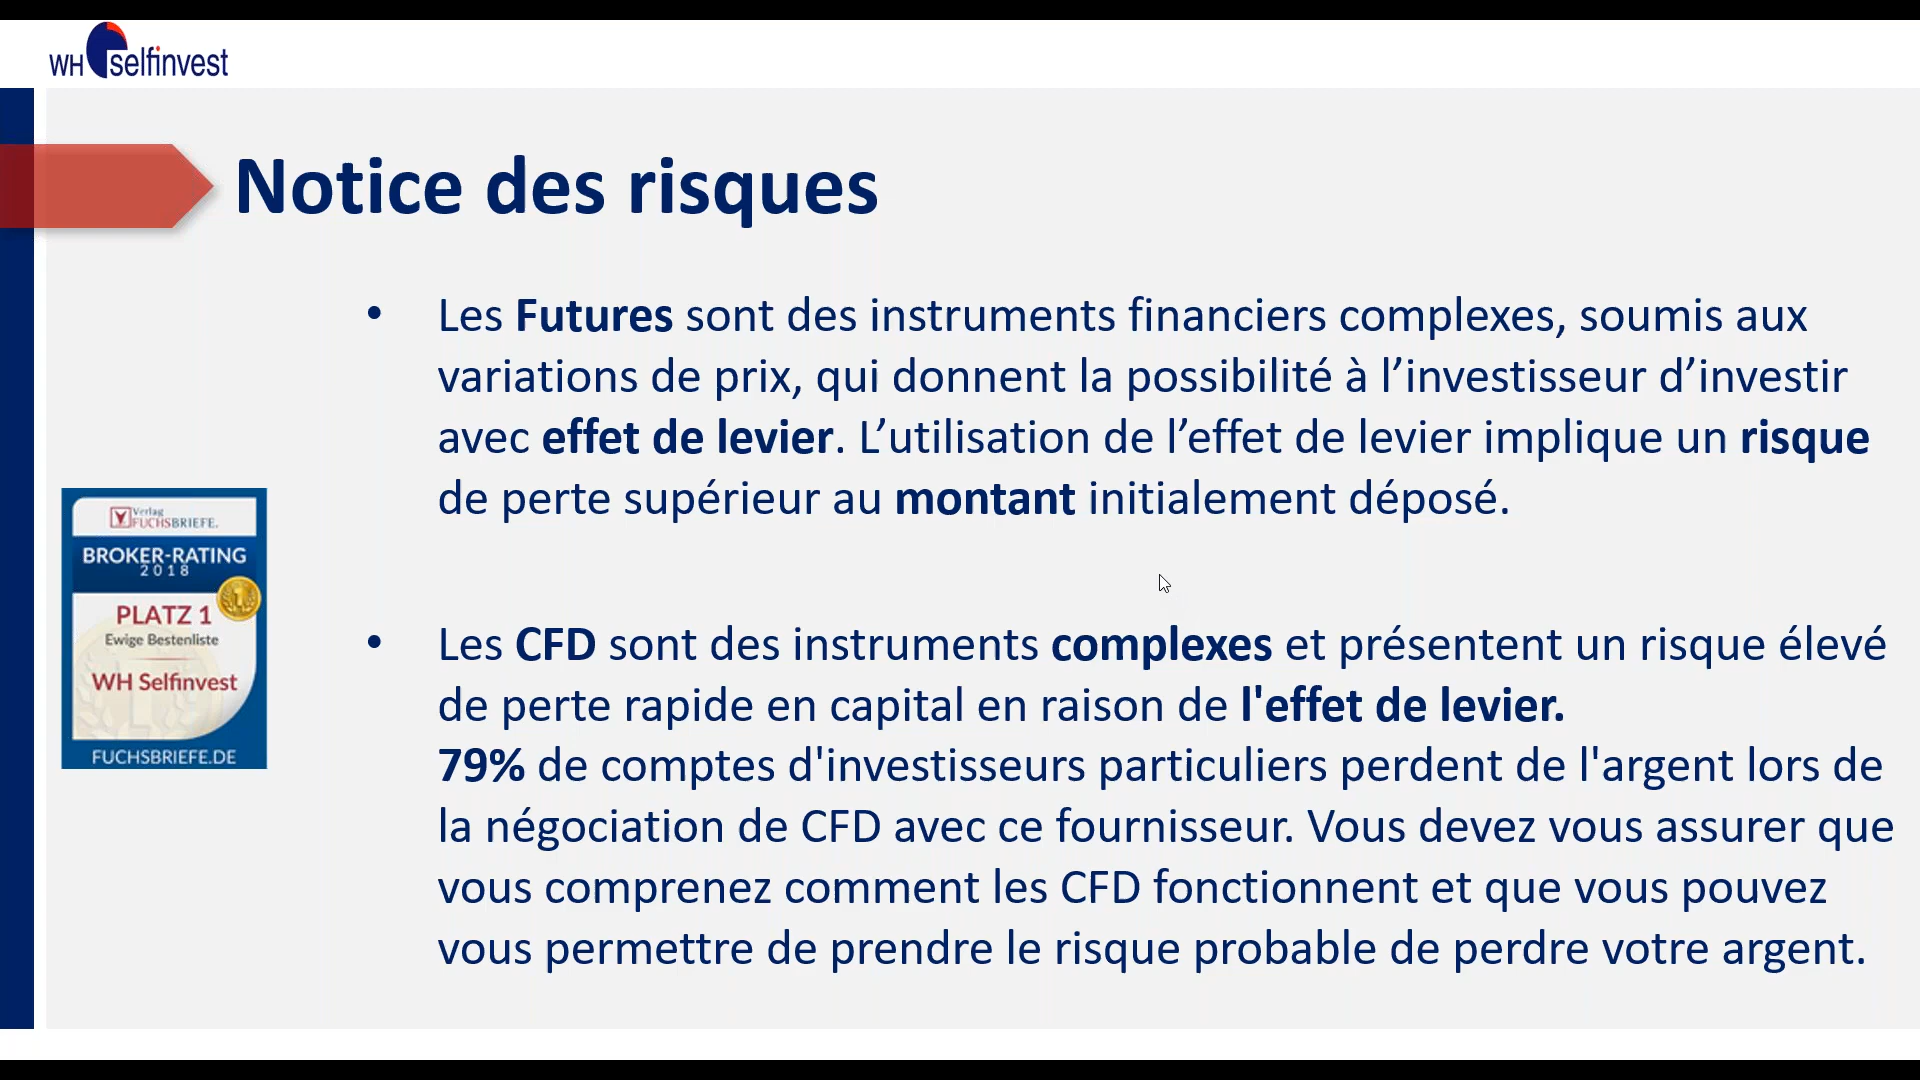 WH selfinvest
Notice des risques
• Les Futures sont des instruments financiers complexes, soumis aux
variations de prix, qui donnent la possibilité à l’investisseur d’investir
avec effet de levier. L’utilisation de l’effet de levier implique un risque
de perte supérieur au montant initialement déposé.
Verlag
FUCHSBRIEFE.
BROKER-RATING
2018
1
PLATZ 1
Ewige Bestenliste
WH Selfinvest
FUCHSBRIEFE.DE
• Les CFD sont des instruments complexes et présentent un risque élevé
de perte rapide en capital en raison de l'effet de levier.
79% de comptes d'investisseurs particuliers perdent de l'argent lors de
la négociation de CFD avec ce fournisseur. Vous devez vous assurer que
vous comprenez comment les CFD fonctionnent et que vous pouvez
vous permettre de prendre le risque probable de perdre votre argent.